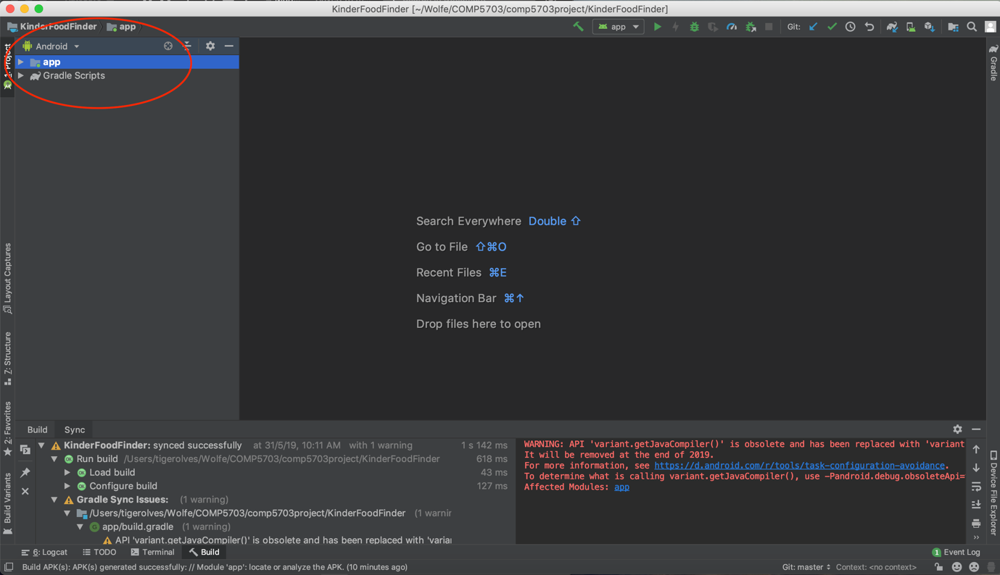 KinderFoodFinder [~/Wolfe/COMP5703/comp5703project/KinderFoodFinder]
KinderFoodFinder app
app
Git:
1: Project
Android
app
Gradle Scripts
Gradle
Layout Captures
Z: Structure
2: Favorites
Build Variants
Search Everywhere Double ⇧
Go to File ⇧⌘O
Recent Files ⌘E
Navigation Bar ⌘↑
Drop files here to open
Build Sync
KinderFoodFinder: synced successfully at 31/5/19, 10:11 AM with 1 warning 1 s 142 ms
Run build /Users/tigerolves/Wolfe/COMP5703/comp5703project/KinderFoodFinder 618 ms
Load build 43 ms
Configure build 127 ms
Gradle Sync Issues: (1 warning)
/Users/tigerolves/Wolfe/COMP5703/comp5703project/KinderFoodFinder (1 warnin
app/build.gradle (1 warning)
API 'variant.getJavaCompiler()' is obsolete and has been replaced with 'varia
WARNING: API 'variant.getJavaCompiler()' is obsolete and has been replaced with 'variant
It will be removed at the end of 2019.
For more information, see https://d.android.com/r/tools/task-configuration-avoidance.
To determine what is calling variant.getJavaCompiler(), use -Pandroid.debug.obsoleteApi=
Affected Modules: app
Device File Explorer
6: Logcat TODO Terminal Build 1 Event Log
Build APK(s): APK(s) generated successfully: // Module 'app': locate or analyze the APK. (10 minutes ago) Git: master Context: <no context>